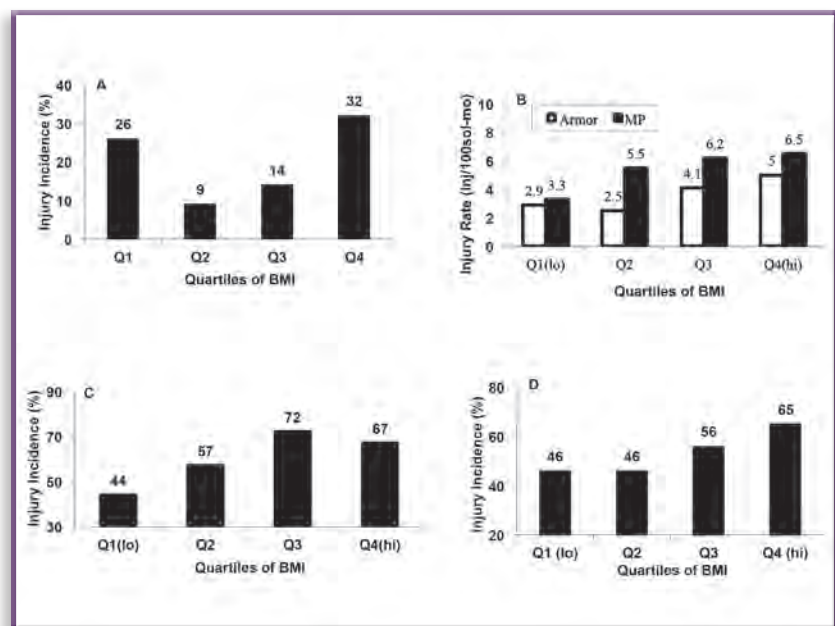 A
Injury Incidence (%)
40
30
20
10
0
26
9
14
32
Q1 Q2 Q3 Q4
Quartiles of BMI
B
Injury Rate (Inj/100sol-mo)
10
8
6
4
2
0
Armor MP
2.9 3.3
2.5 5.5
4.1 6.2
5 6.5
Q1(lo) Q2 Q3 Q4(hi)
Quartiles of BMI
C
Injury Incidence (%)
90
70
50
30
44
57
72
67
Q1(lo) Q2 Q3 Q4(hi)
Quartiles of BMI
D
Injury Incidence (%)
80
60
40
20
46
46
56
65
Q1 (lo) Q2 Q3 Q4 (hi)
Quartiles of BMI